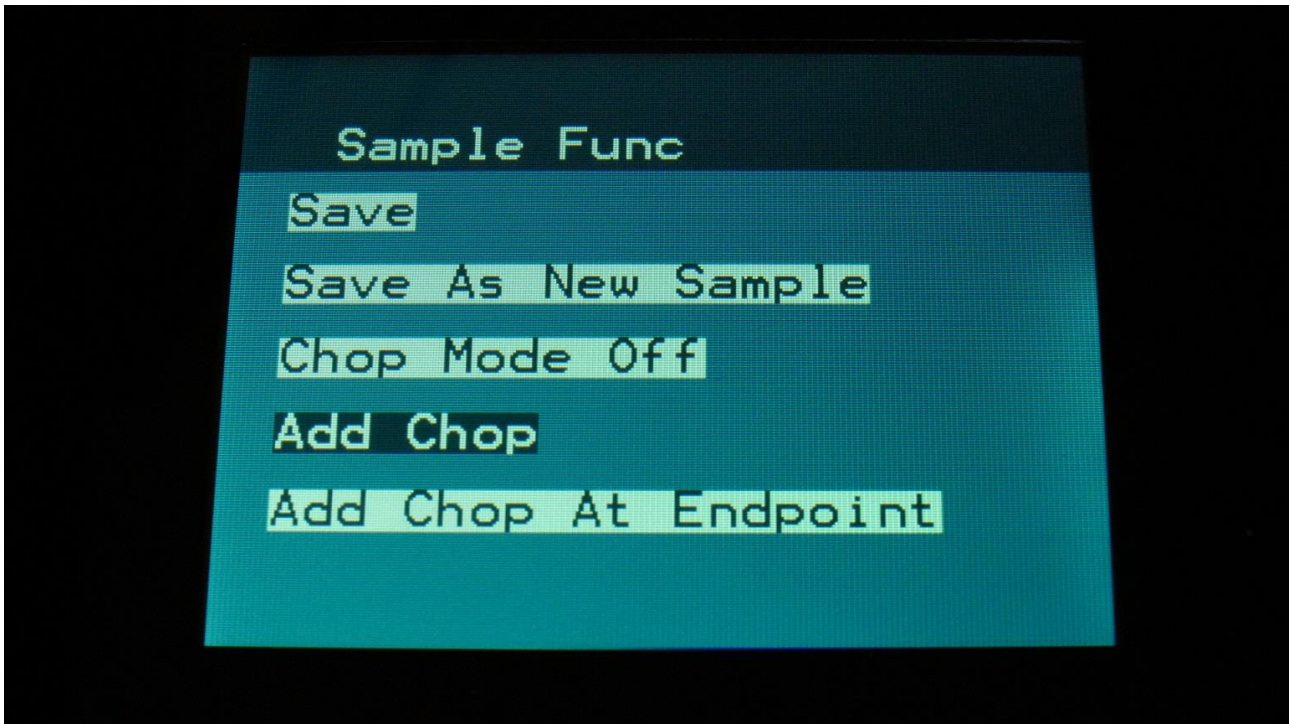 Sample Func
Save
Save As New Sample
Chop Mode Off
Add Chop
Add Chop At Endpoint